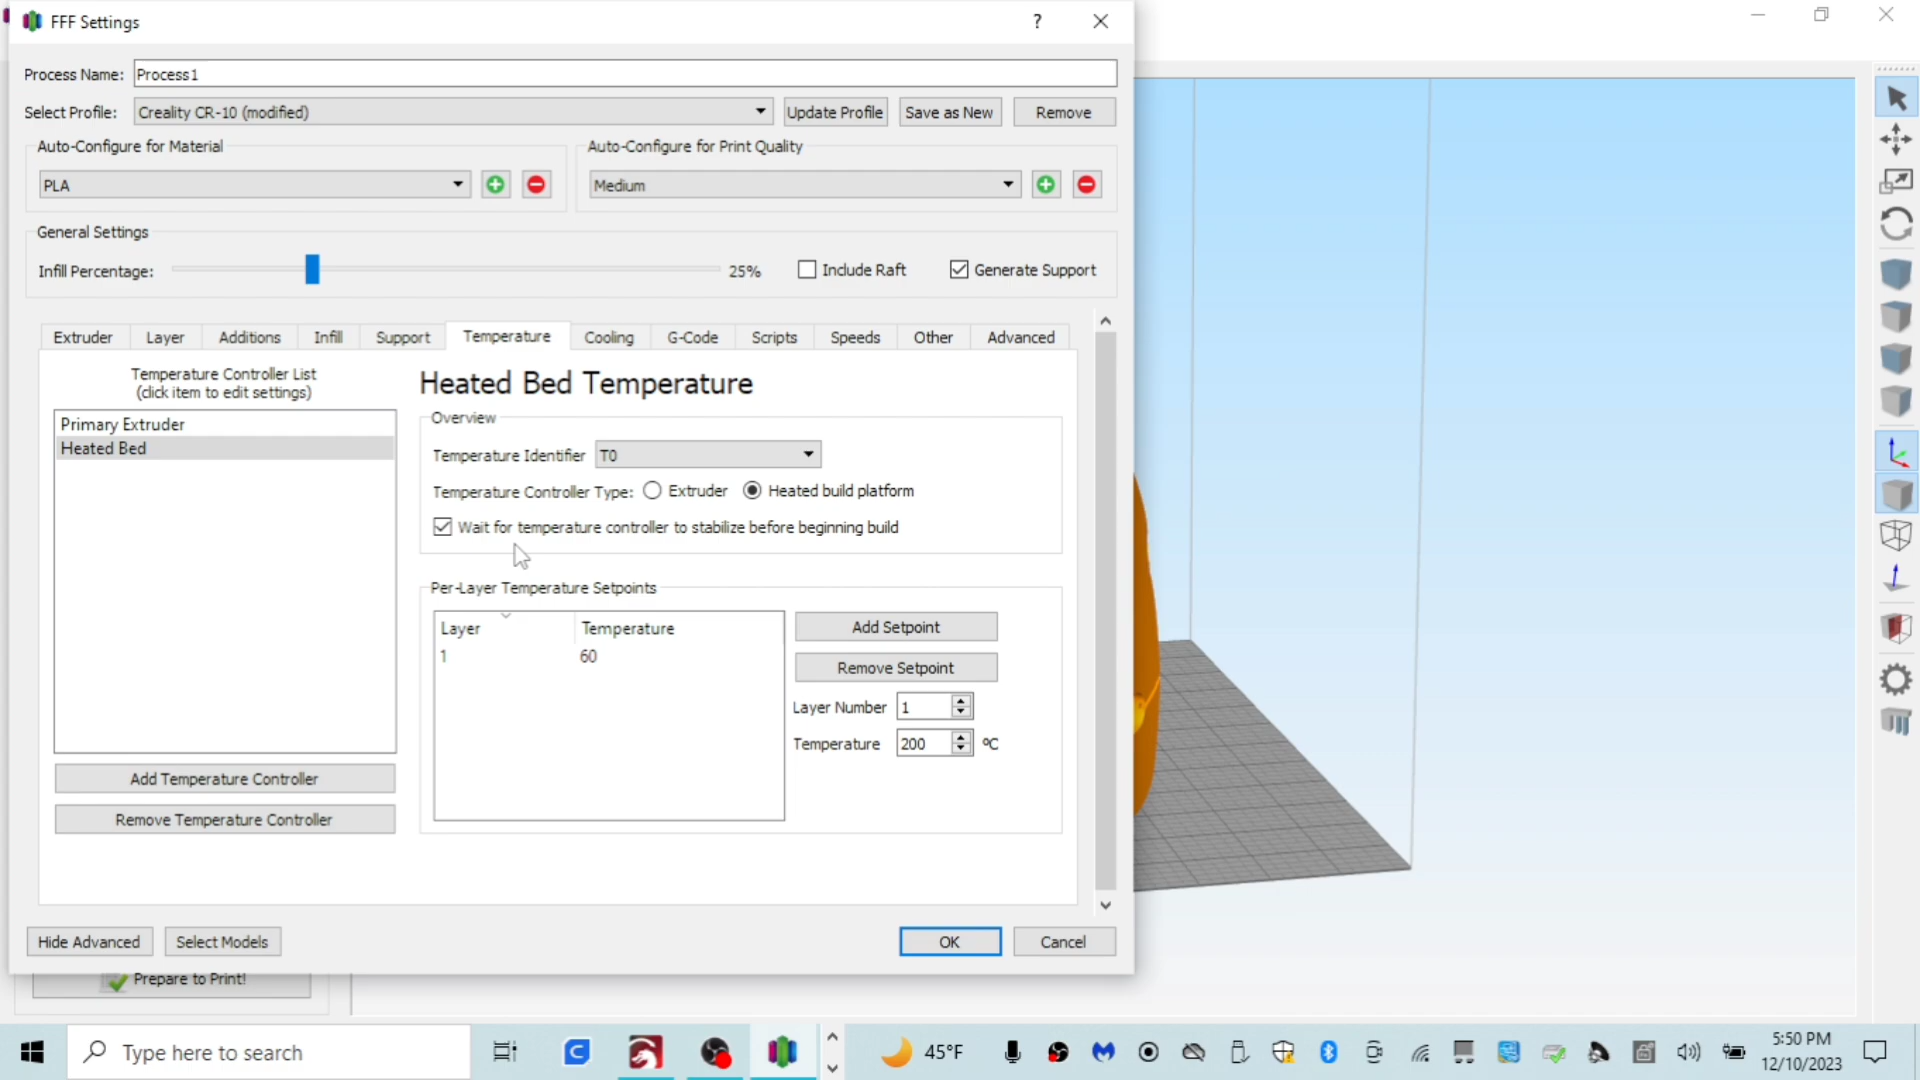 FFF Settings
?
Process Name: Process1
Select Profile: Creality CR-10 (modified) Update Profile Save as New Remove
Auto-Configure for Material Auto-Configure for Print Quality
PLA Medium
General Settings
Infill Percentage: 25% Include Raft Generate Support
Extruder Layer Additions Infill Support Temperature Cooling G-Code Scripts Speeds Other Advanced
Temperature Controller List
(click item to edit settings)
Heated Bed Temperature
Overview
Primary Extruder
Heated Bed
Temperature Identifier T0
Temperature Controller Type: Extruder Heated build platform
Wait for temperature controller to stabilize before beginning build
Per-Layer Temperature Setpoints
Layer Temperature
1 60
Add Setpoint
Remove Setpoint
Layer Number 1
Temperature 200 ºC
Add Temperature Controller
Remove Temperature Controller
Hide Advanced Select Models OK Cancel
Prepare to Print!
Type here to search
45°F
5:50 PM
12/10/2023